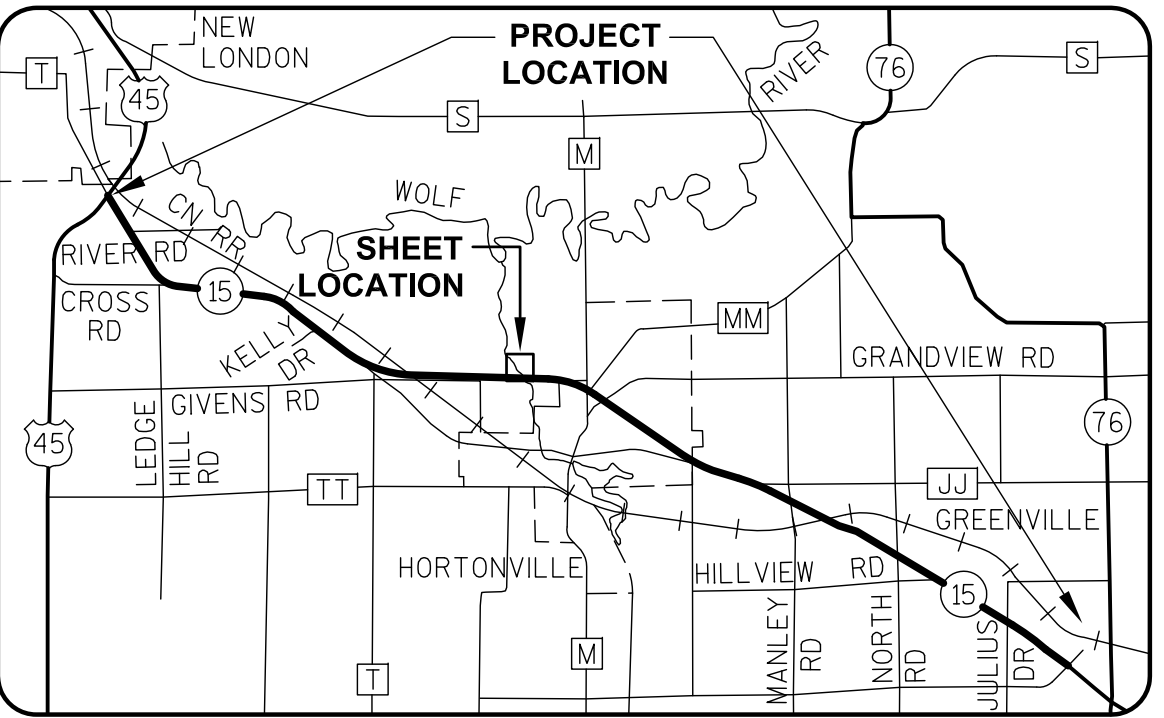 NEW
LONDON
PROJECT
LOCATION
RIVER
76
S
T
45
S
M
WOLF
CN RR
SHEET
LOCATION
RIVER RD
15
CROSS
RD
MM
KELLY
DR
GRANDVIEW RD
GIVENS RD
45
LEDGE
HILL
RD
76
TT
JJ
GREENVILLE
HORTONVILLE
HILLVIEW RD
15
MANLEY
RD
NORTH
RD
JULIUS
DR
M
T